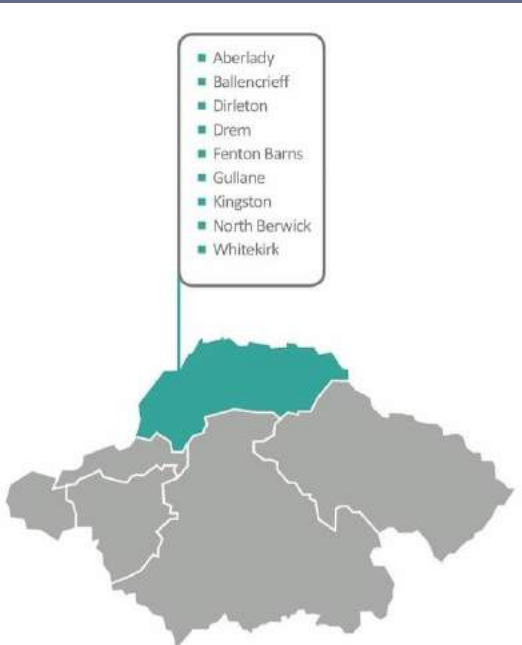 Aberlady
Ballencrieff
Dirleton
Drem
Fenton Barns
Gullane
Kingston
North Berwick
Whitekirk